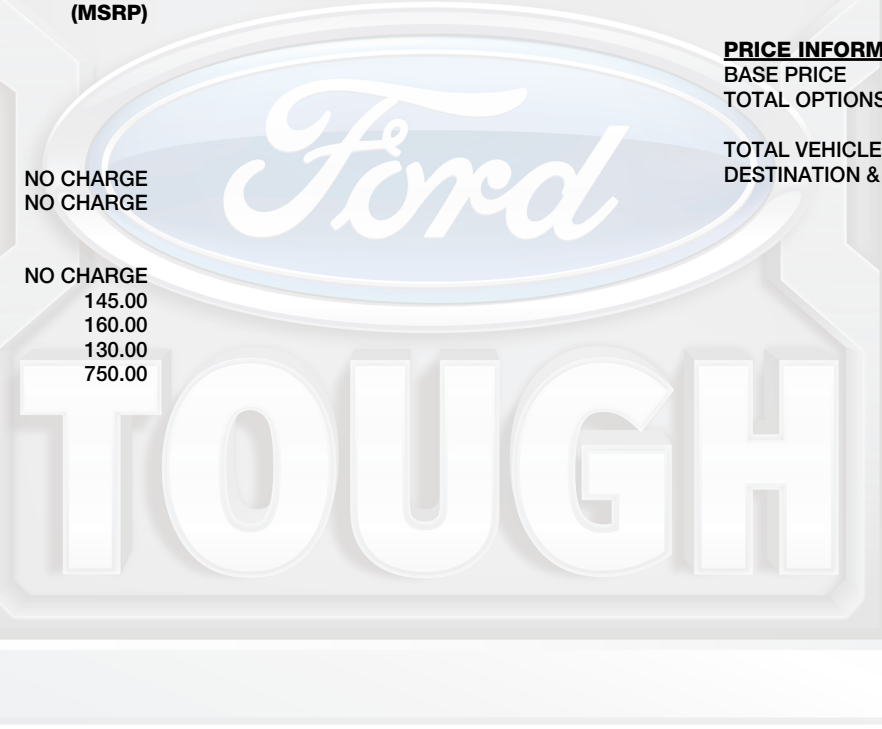 (MSRP)
NO CHARGE
NO CHARGE
NO CHARGE
145.00
160.00
130.00
750.00
PRICE INFORM
BASE PRICE
TOTAL OPTIONS
TOTAL VEHICLE
DESTINATION &
Ford
TOUGH